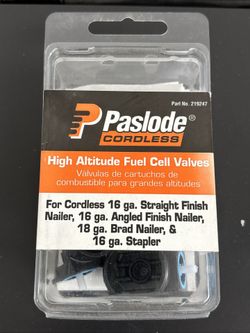 Paslode®
CORDLESS
Part No. 219247
High Altitude Fuel Cell Valves
Válvulas de cartuchos de
combustible para grandes altitudes
For Cordless 16 ga. Straight Finish
Nailer, 16 ga. Angled Finish Nailer,
18 ga. Brad Nailer, &
16 ga. Stapler